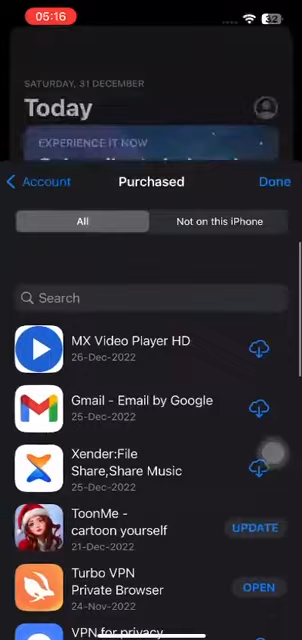 05:16
32
SATURDAY, 31 DECEMBER
Today
EXPERIENCE IT NOW
Account
Purchased
Done
All
Not on this iPhone
Search
MX Video Player HD
26-Dec-2022
Gmail - Email by Google
25-Dec-2022
Xender:File
Share,Share Music
25-Dec-2022
ToonMe -
cartoon yourself
21-Dec-2022
UPDATE
Turbo VPN
Private Browser
24-Nov-2022
OPEN
VPN for privacy